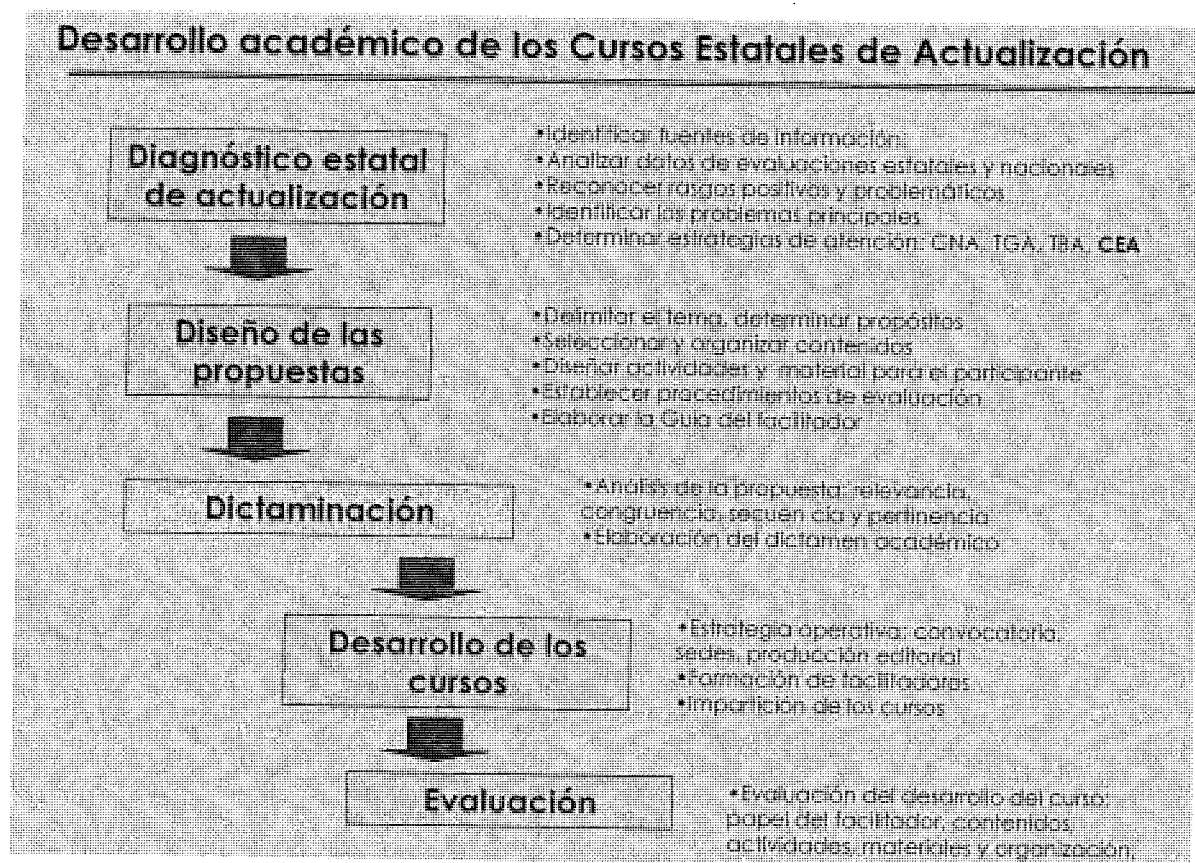 Desarrollo académico de los Cursos Estatales de Actualización
Diagnóstico estatal
de actualización
•Identificar fuentes de información:
•Analizar datos de evaluaciones estatales y nacionales
•Reconocer rasgos positivos y problemáticos
•Identificar los problemas principales
•Determinar estrategias de atención: CNA, TGA, TBA, CEA
Diseño de las
propuestas
•Delimitar el tema, determinar propósitos
•Seleccionar y organizar contenidos
•Diseñar actividades y material para el participante
•Establecer procedimientos de evaluación
•Elaborar la Guía del facilitador
Dictaminación
•Análisis de la propuesta: relevancia,
congruencia, secuen cia y pertinencia
•Elaboración del dictamen académico
Desarrollo de los
cursos
•Estrategia operativa: convocatoria,
sedes, producción editorial
•Formación de facilitadores
•Impartición de los cursos
Evaluación
•Evaluación del desarrollo del curso:
papel del facilitador, contenidos,
actividades, materiales y organización